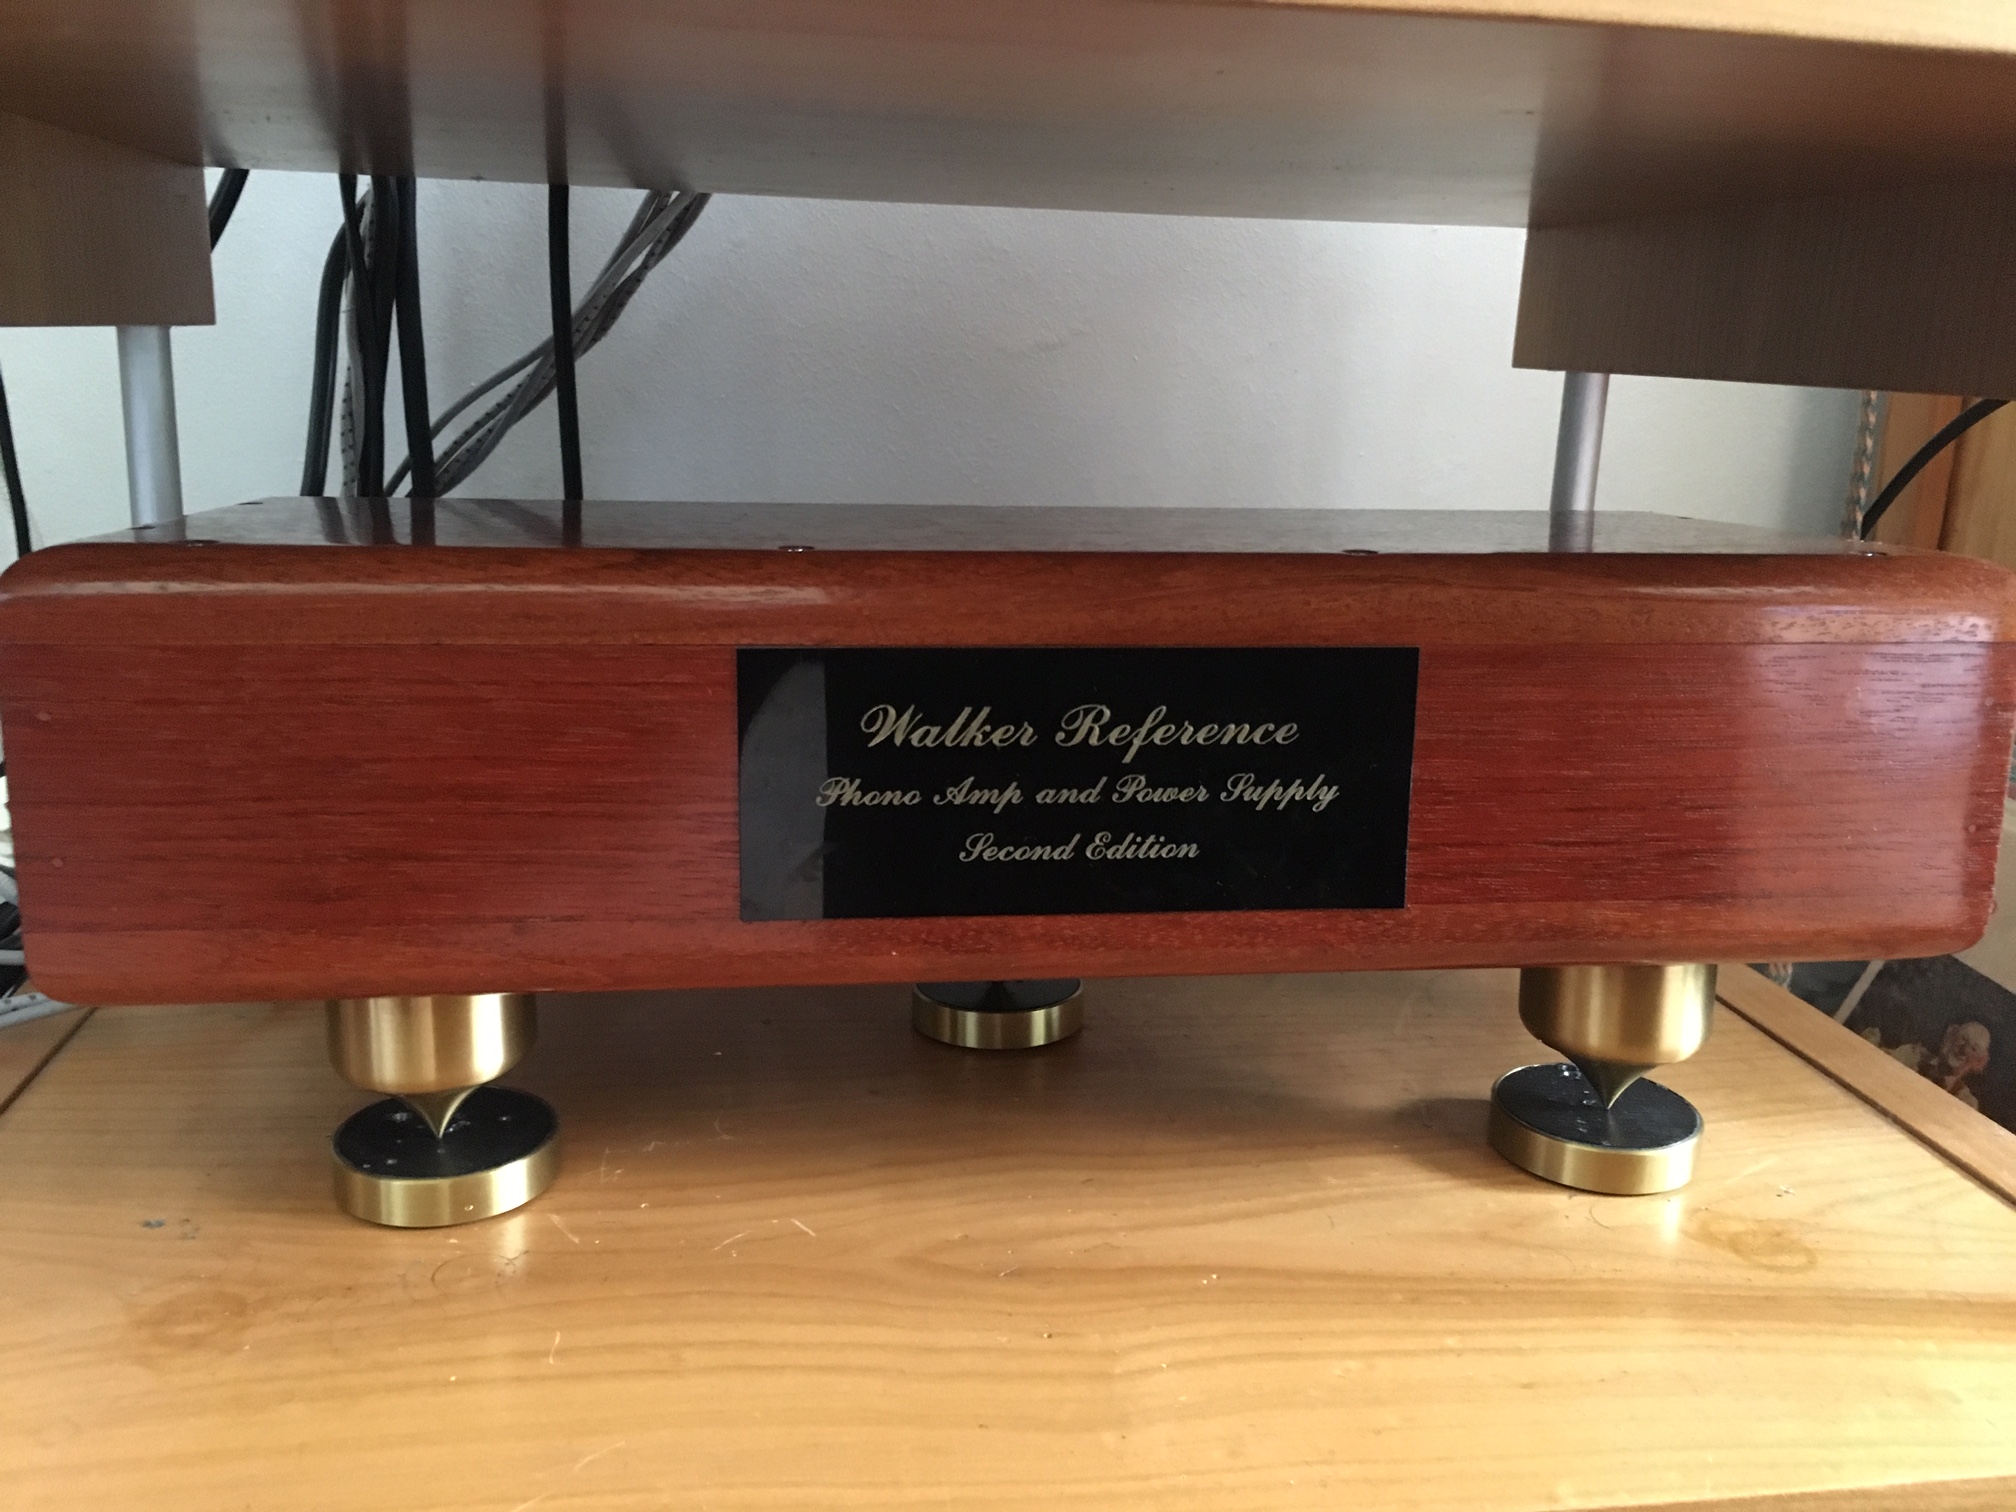 Walker Reference
Phono Amp and Power Supply
Second Edition